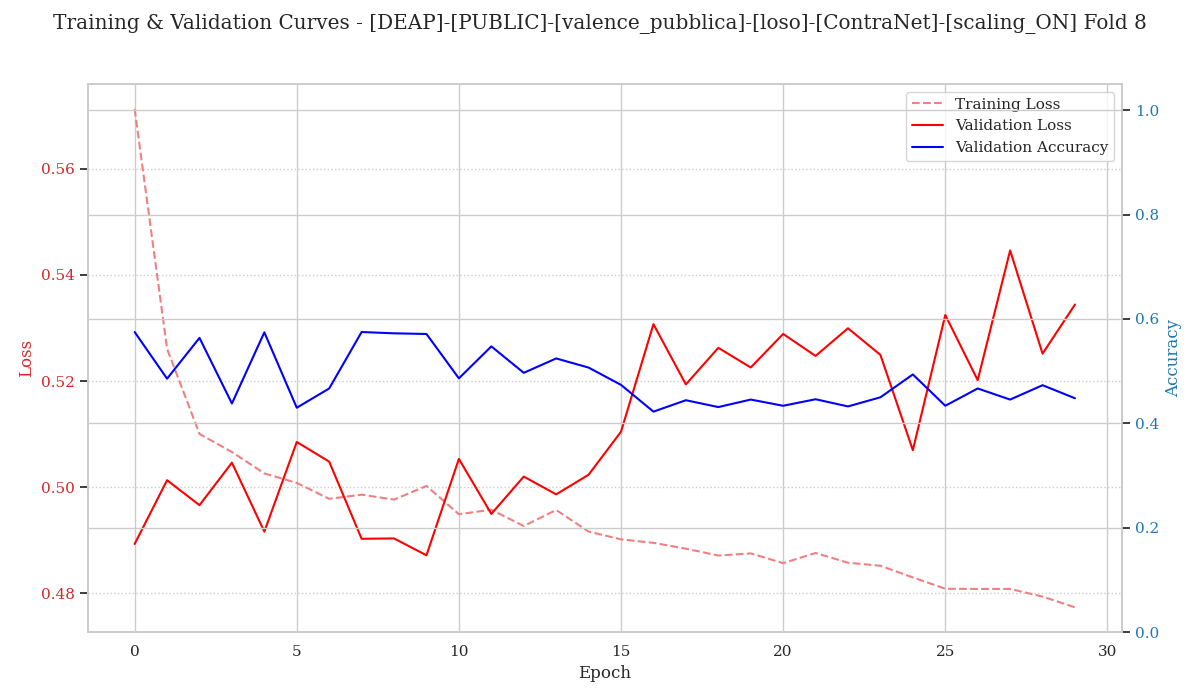 Training & Validation Curves - [DEAP]-[PUBLIC]-[valence_pubblica]-[loso]-[ContraNet]-[scaling_ON] Fold 8
Training Loss
Validation Loss
Validation Accuracy
Loss
0.56
0.54
0.52
0.50
0.48
1.0
0.8
0.6
0.4
0.2
0.0
Accuracy
0
5
10
15
20
25
30
Epoch